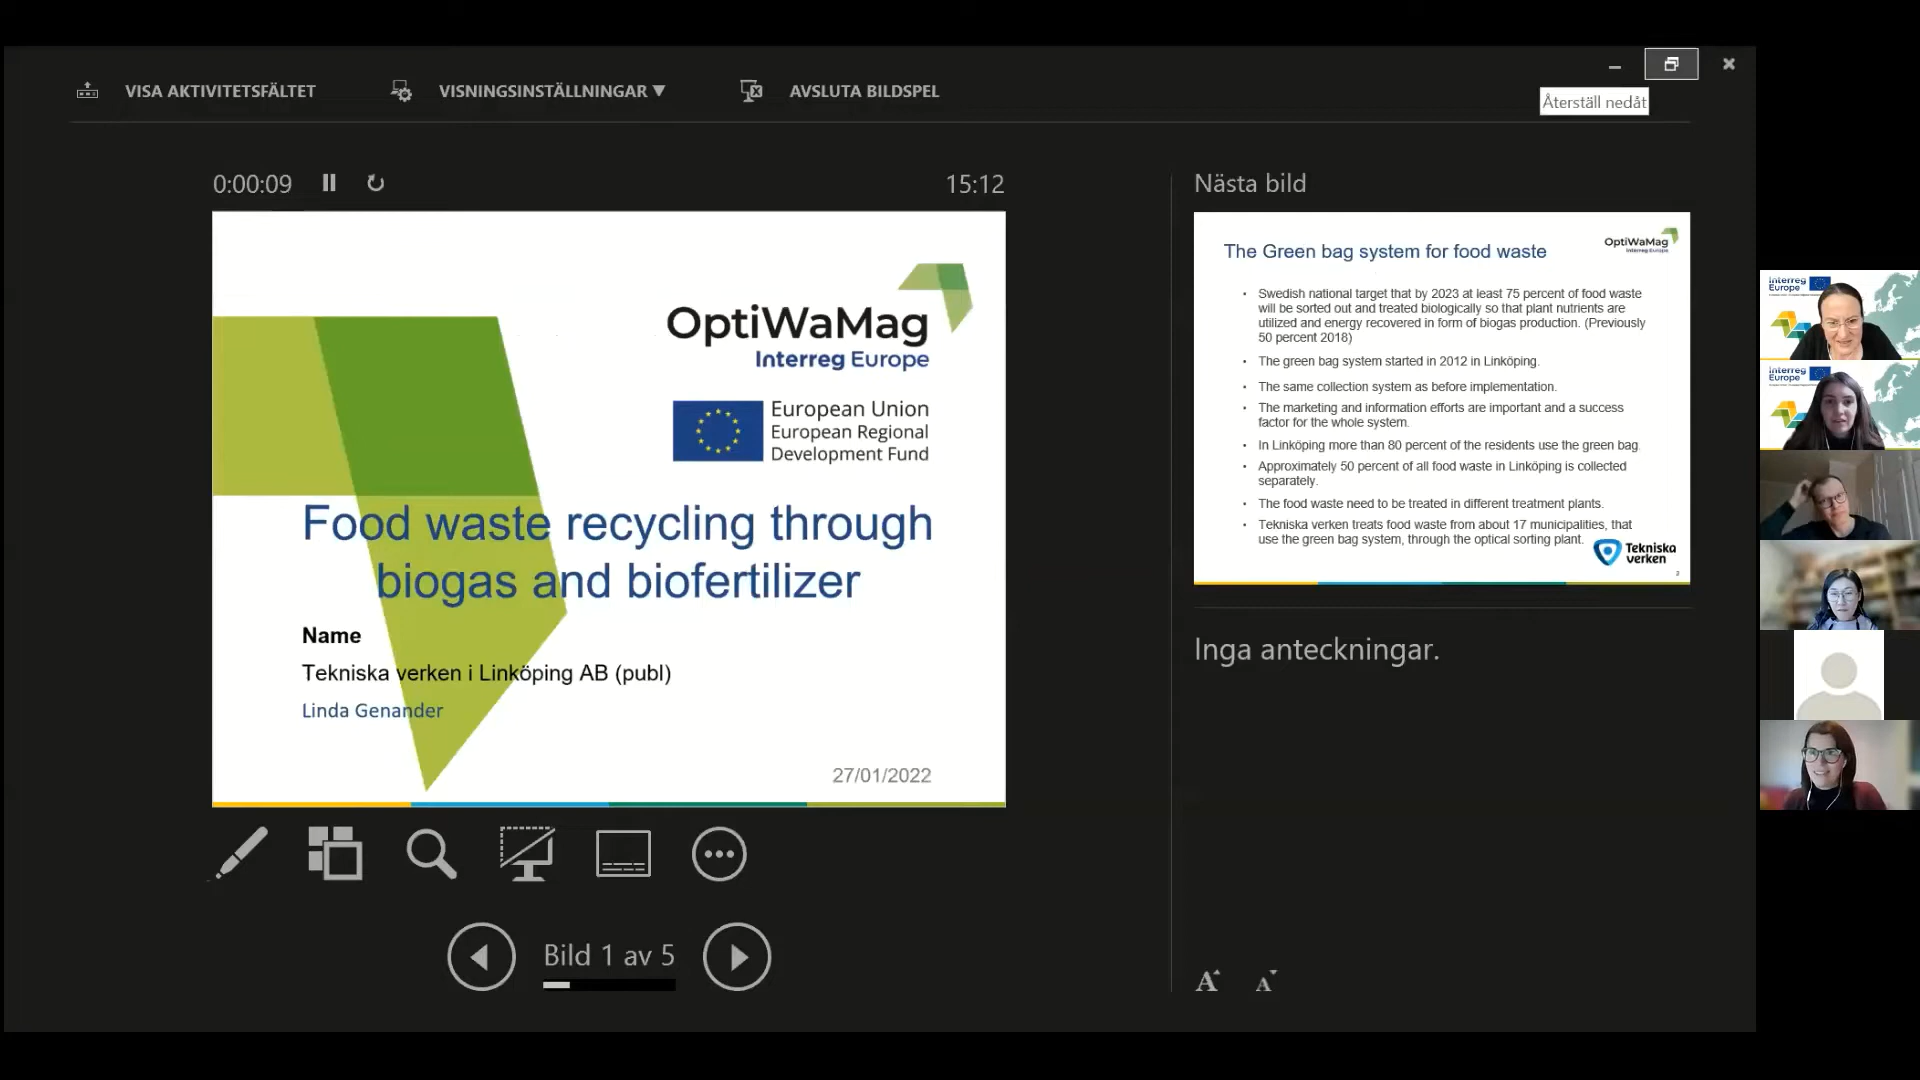 VISA AKTIVITETSFÄLTET
VISNINGSINSTÄLLNINGAR ▼
AVSLUTA BILDSPEL
Återställ nedåt
0:00:09
15:12
OptiWaMag
Interreg Europe
European Union
European Regional
Development Fund
Food waste recycling through
biogas and biofertilizer
Name
Tekniska verken i Linköping AB (publ)
Linda Genander
27/01/2022
Bild 1 av 5
Nästa bild
The Green bag system for food waste
OptiWaMag
Interreg Europe
• Swedish national target that by 2023 at least 75 percent of food waste
will be sorted out and treated biologically so that plant nutrients are
utilized and energy recovered in form of biogas production. (Previously
50 percent 2018)
• The green bag system started in 2012 in Linköping.
• The same collection system as before implementation.
• The marketing and information efforts are important and a success
factor for the whole system.
• In Linköping more than 80 percent of the residents use the green bag.
• Approximately 50 percent of all food waste in Linköping is collected
separately.
• The food waste need to be treated in different treatment plants.
• Tekniska verken treats food waste from about 17 municipalities, that
use the green bag system, through the optical sorting plant.
Tekniska
verken
2
Inga anteckningar.
A A
Interreg
Europe
Interreg
Europe